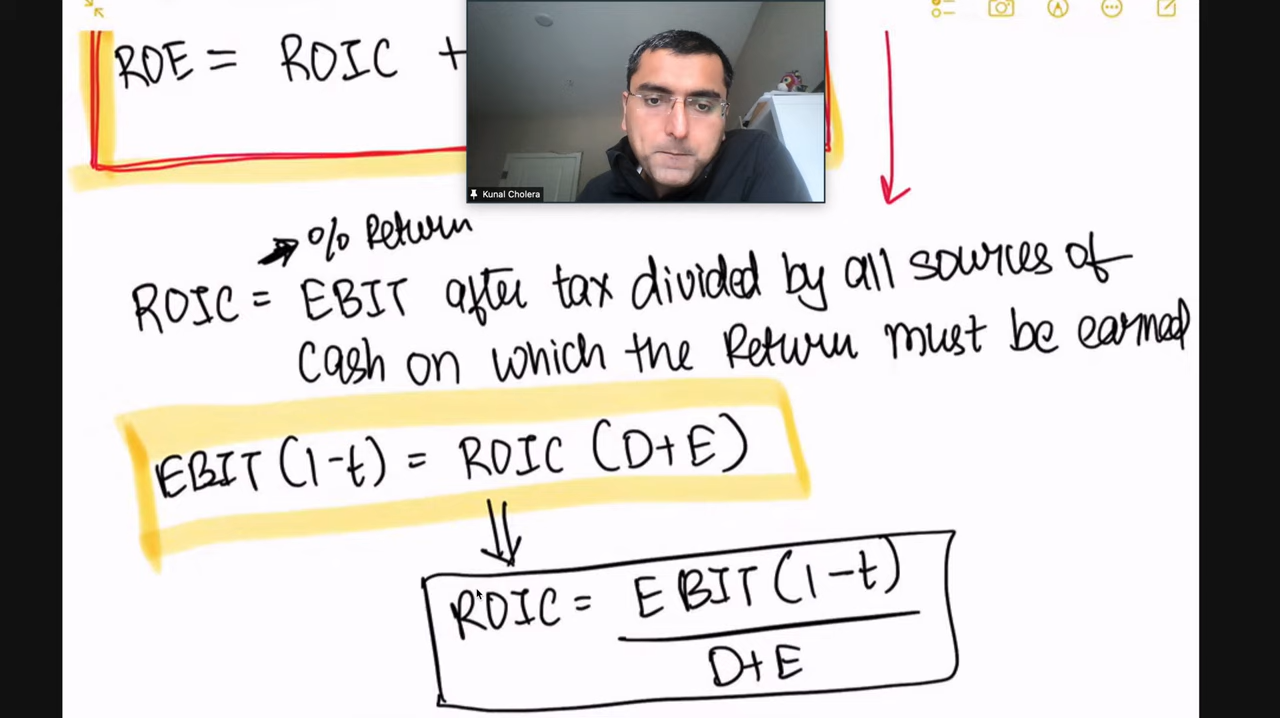 ROE = ROIC +
Kunal Cholera
% Return
ROIC = EBIT after tax divided by all sources of
Cash on which the Return must be earned
EBIT (1-t) = ROIC (D+E)
ROIC = EBIT (1-t)
D+E